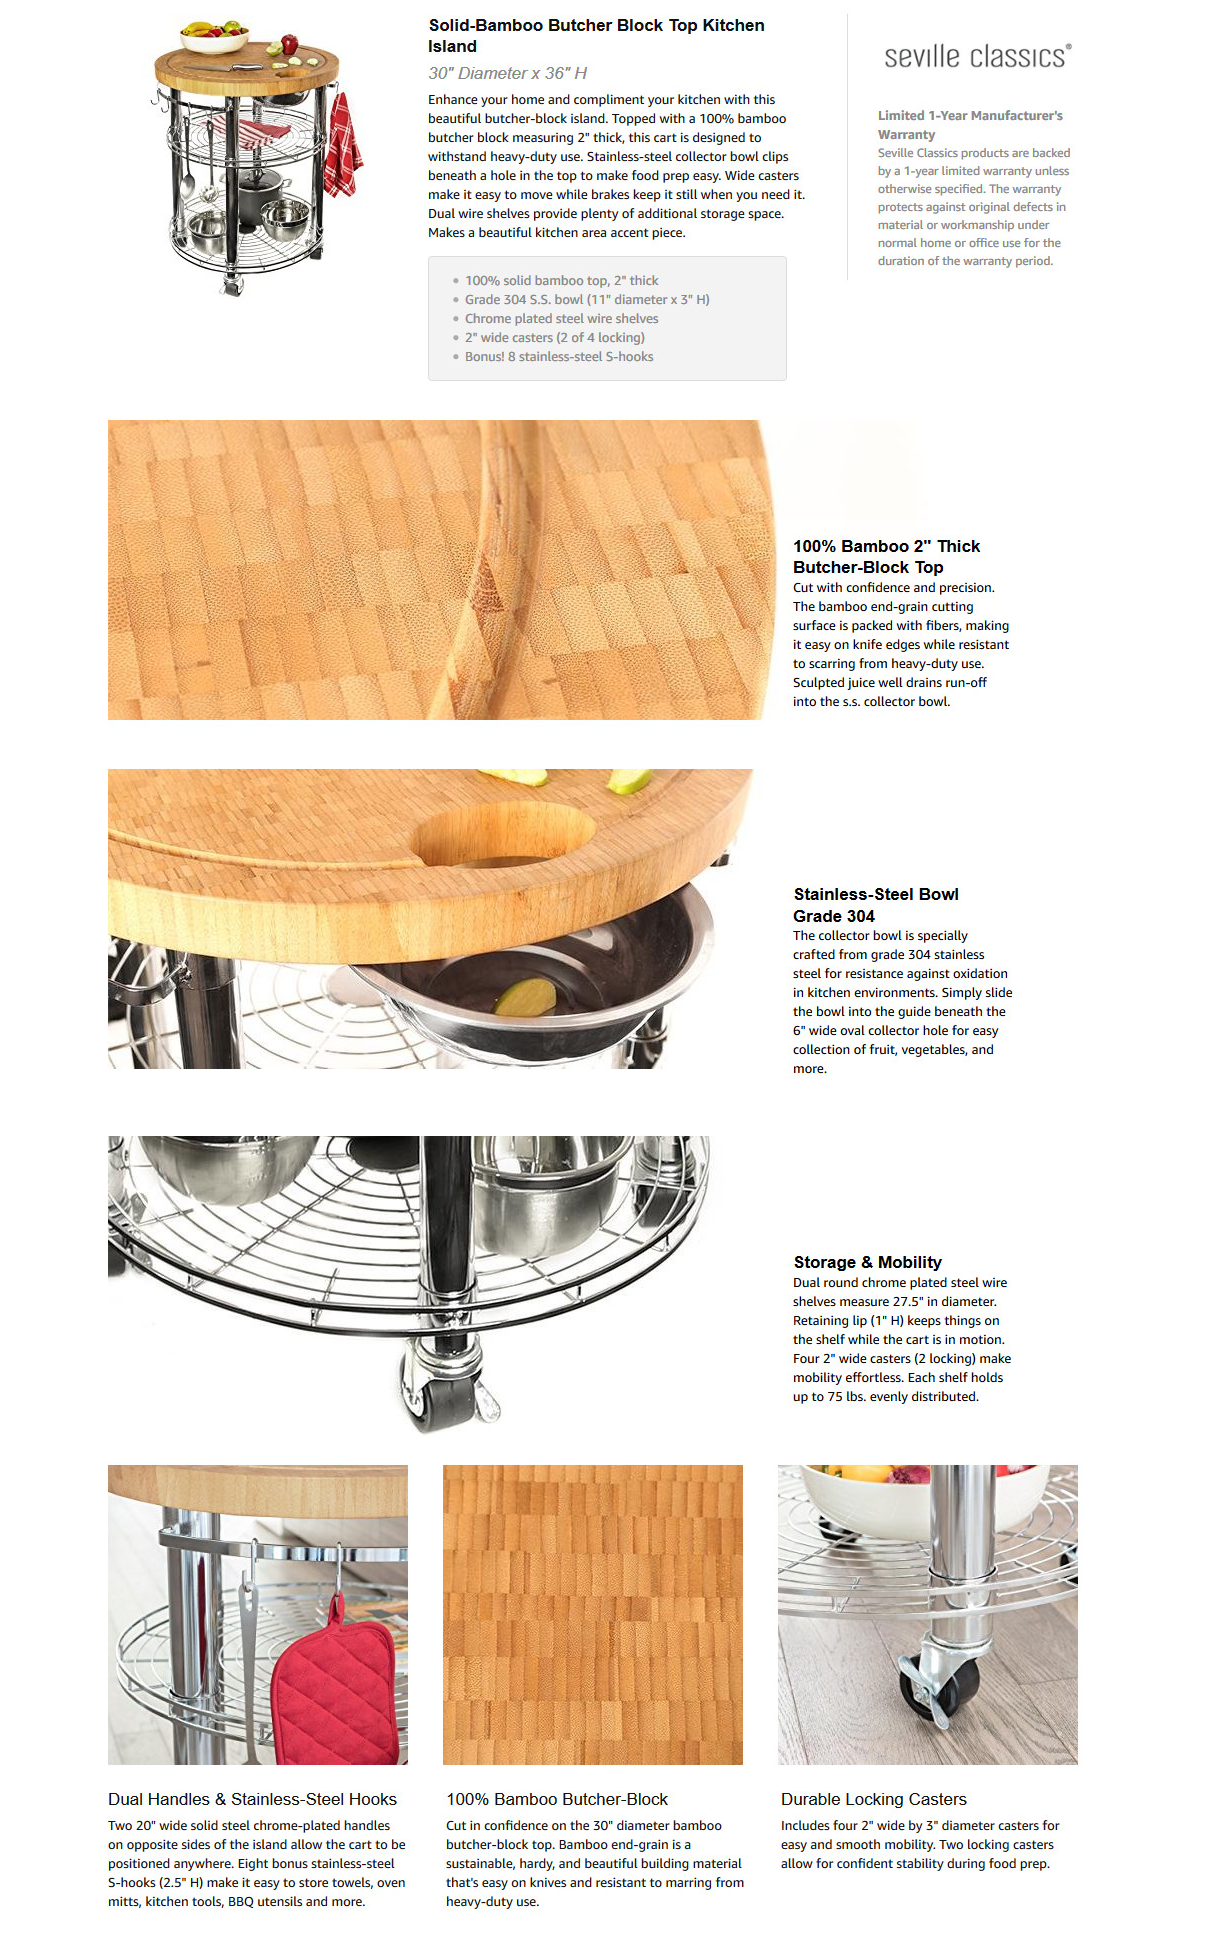 Solid-Bamboo Butcher Block Top Kitchen
Island
30" Diameter x 36" H
Enhance your home and compliment your kitchen with this
beautiful butcher-block island. Topped with a 100% bamboo
butcher block measuring 2" thick, this cart is designed to
withstand heavy-duty use. Stainless-steel collector bowl clips
beneath a hole in the top to make food prep easy. Wide casters
make it easy to move while brakes keep it still when you need it.
Dual wire shelves provide plenty of additional storage space.
Makes a beautiful kitchen area accent piece.
• 100% solid bamboo top, 2" thick
• Grade 304 S.S. bowl (11" diameter x 3" H)
• Chrome plated steel wire shelves
• 2" wide casters (2 of 4 locking)
• Bonus! 8 stainless-steel S-hooks
seville classics®
Limited 1-Year Manufacturer's
Warranty
Seville Classics products are backed
by a 1-year limited warranty unless
otherwise specified. The warranty
protects against original defects in
material or workmanship under
normal home or office use for the
duration of the warranty period.
100% Bamboo 2" Thick
Butcher-Block Top
Cut with confidence and precision.
The bamboo end-grain cutting
surface is packed with fibers, making
it easy on knife edges while resistant
to scarring from heavy-duty use.
Sculpted juice well drains run-off
into the s.s. collector bowl.
Stainless-Steel Bowl
Grade 304
The collector bowl is specially
crafted from grade 304 stainless
steel for resistance against oxidation
in kitchen environments. Simply slide
the bowl into the guide beneath the
6" wide oval collector hole for easy
collection of fruit, vegetables, and
more.
Storage & Mobility
Dual round chrome plated steel wire
shelves measure 27.5" in diameter.
Retaining lip (1" H) keeps things on
the shelf while the cart is in motion.
Four 2" wide casters (2 locking) make
mobility effortless. Each shelf holds
up to 75 lbs. evenly distributed.
Dual Handles & Stainless-Steel Hooks
Two 20" wide solid steel chrome-plated handles
on opposite sides of the island allow the cart to be
positioned anywhere. Eight bonus stainless-steel
S-hooks (2.5" H) make it easy to store towels, oven
mitts, kitchen tools, BBQ utensils and more.
100% Bamboo Butcher-Block
Cut in confidence on the 30" diameter bamboo
butcher-block top. Bamboo end-grain is a
sustainable, hardy, and beautiful building material
that's easy on knives and resistant to marring from
heavy-duty use.
Durable Locking Casters
Includes four 2" wide by 3" diameter casters for
easy and smooth mobility. Two locking casters
allow for confident stability during food prep.